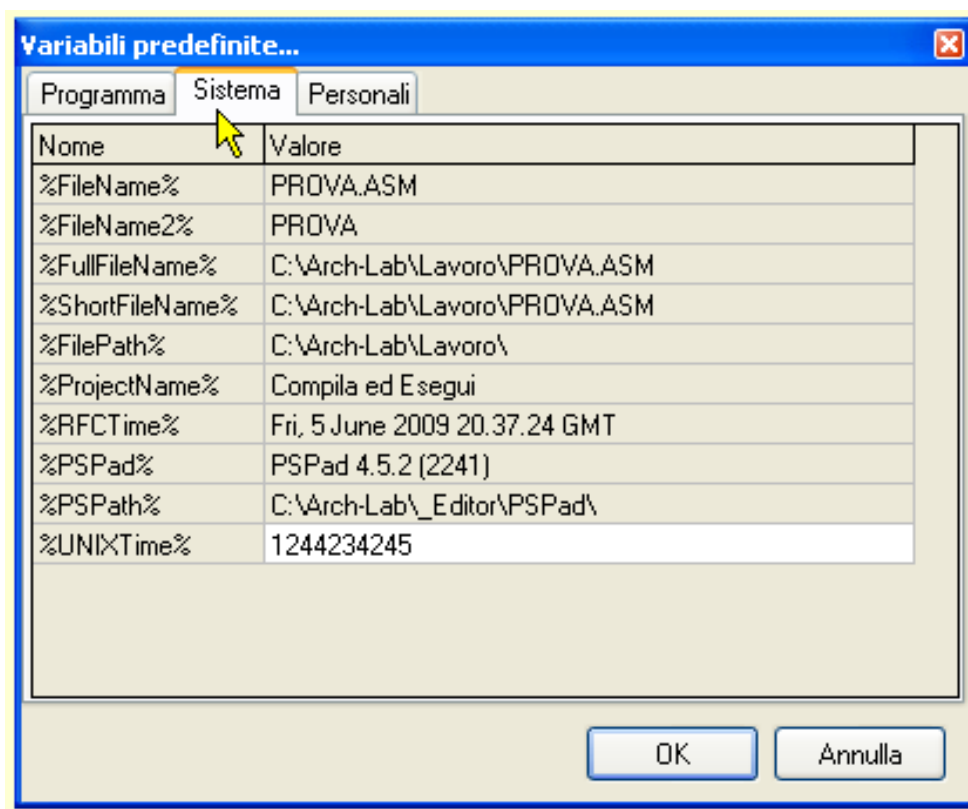 Variabili predefinite...
Programma Sistema Personali
Nome Valore
%FileName% PROVA.ASM
%FileName2% PROVA
%FullFileName% C:\Arch-Lab\Lavoro\PROVA.ASM
%ShortFileName% C:\Arch-Lab\Lavoro\PROVA.ASM
%FilePath% C:\Arch-Lab\Lavoro\
%ProjectName% Compila ed Esegui
%RFCTime% Fri, 5 June 2009 20.37.24 GMT
%PSPad% PSPad 4.5.2 (2241)
%PSPath% C:\Arch-Lab\_Editor\PSPad\
%UNIXTime% 1244234245
OK Annulla